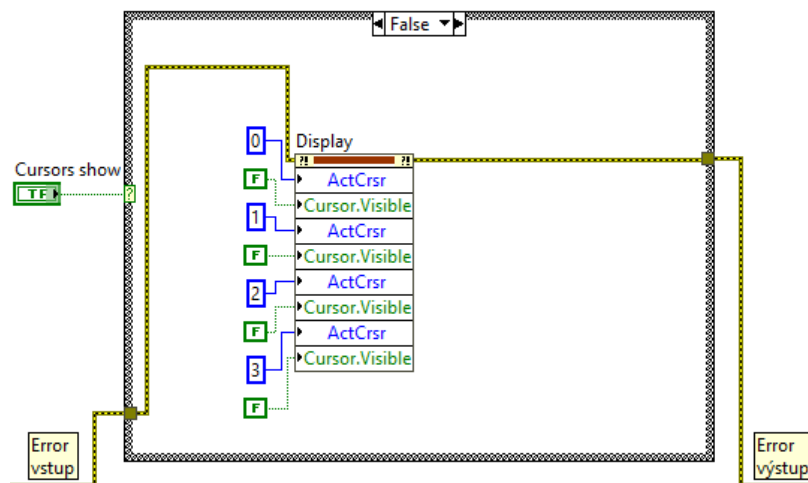 False
Display
0
?! ?!
ActCrsr
Cursors show
F
TF
?
Cursor.Visible
1
ActCrsr
F
Cursor.Visible
2
ActCrsr
F
Cursor.Visible
3
ActCrsr
F
Cursor.Visible
Error
vstup
Error
výstup